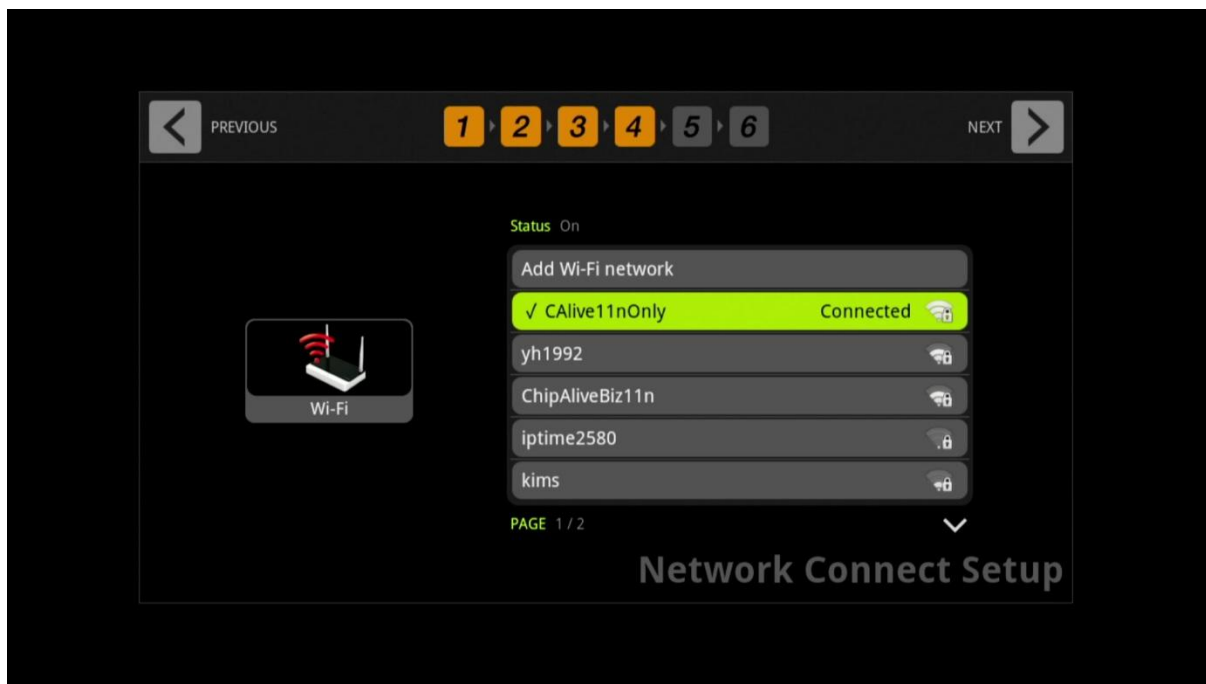 PREVIOUS 1 2 3 4 5 6 NEXT
Status On
Add Wi-Fi network
√ CAlive11nOnly Connected
yh1992
ChipAliveBiz11n
Wi-Fi
iptime2580
kims
PAGE 1 / 2
Network Connect Setup